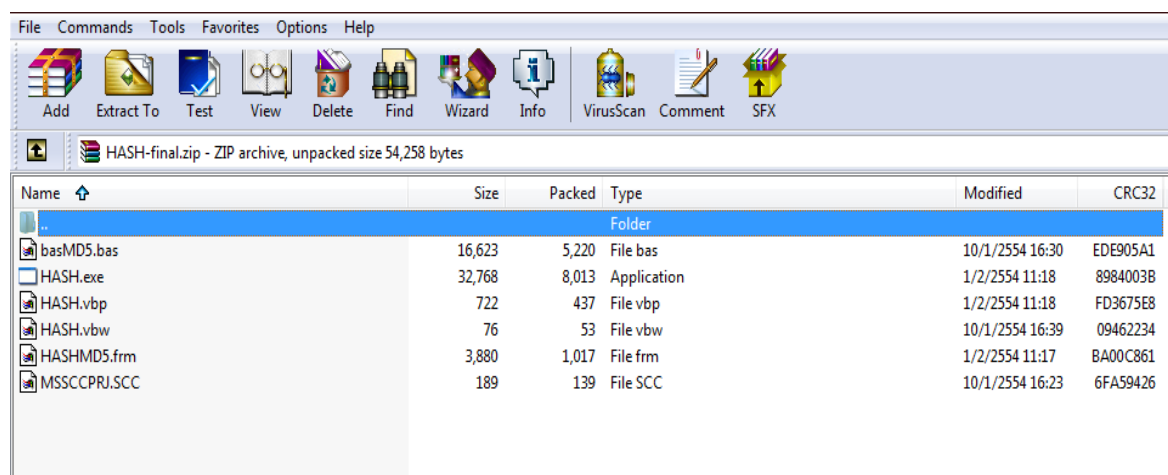 File Commands Tools Favorites Options Help
Add Extract To Test View Delete Find Wizard Info VirusScan Comment SFX
HASH-final.zip - ZIP archive, unpacked size 54,258 bytes
Name Size Packed Type Modified CRC32
.. Folder
basMD5.bas 16,623 5,220 File bas 10/1/2554 16:30 EDE905A1
HASH.exe 32,768 8,013 Application 1/2/2554 11:18 8984003B
HASH.vbp 722 437 File vbp 1/2/2554 11:18 FD3675E8
HASH.vbw 76 53 File vbw 10/1/2554 16:39 09462234
HASHMD5.frm 3,880 1,017 File frm 1/2/2554 11:17 BA00C861
MSSCCPRJ.SCC 189 139 File SCC 10/1/2554 16:23 6FA59426